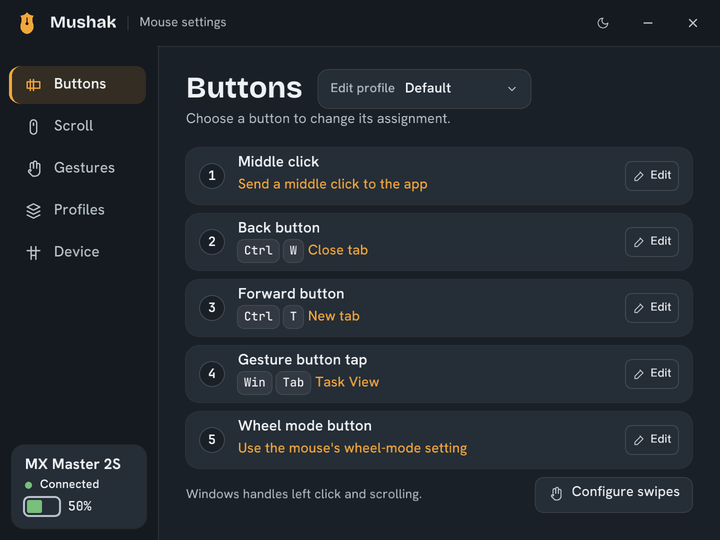 Mushak
Mouse settings
Buttons
Scroll
Gestures
Profiles
Device
MX Master 2S
Connected
50%
Buttons
Edit profile Default
Choose a button to change its assignment.
1
Middle click
Send a middle click to the app
Edit
2
Back button
Ctrl W Close tab
Edit
3
Forward button
Ctrl T New tab
Edit
4
Gesture button tap
Win Tab Task View
Edit
5
Wheel mode button
Use the mouse's wheel-mode setting
Edit
Windows handles left click and scrolling.
Configure swipes